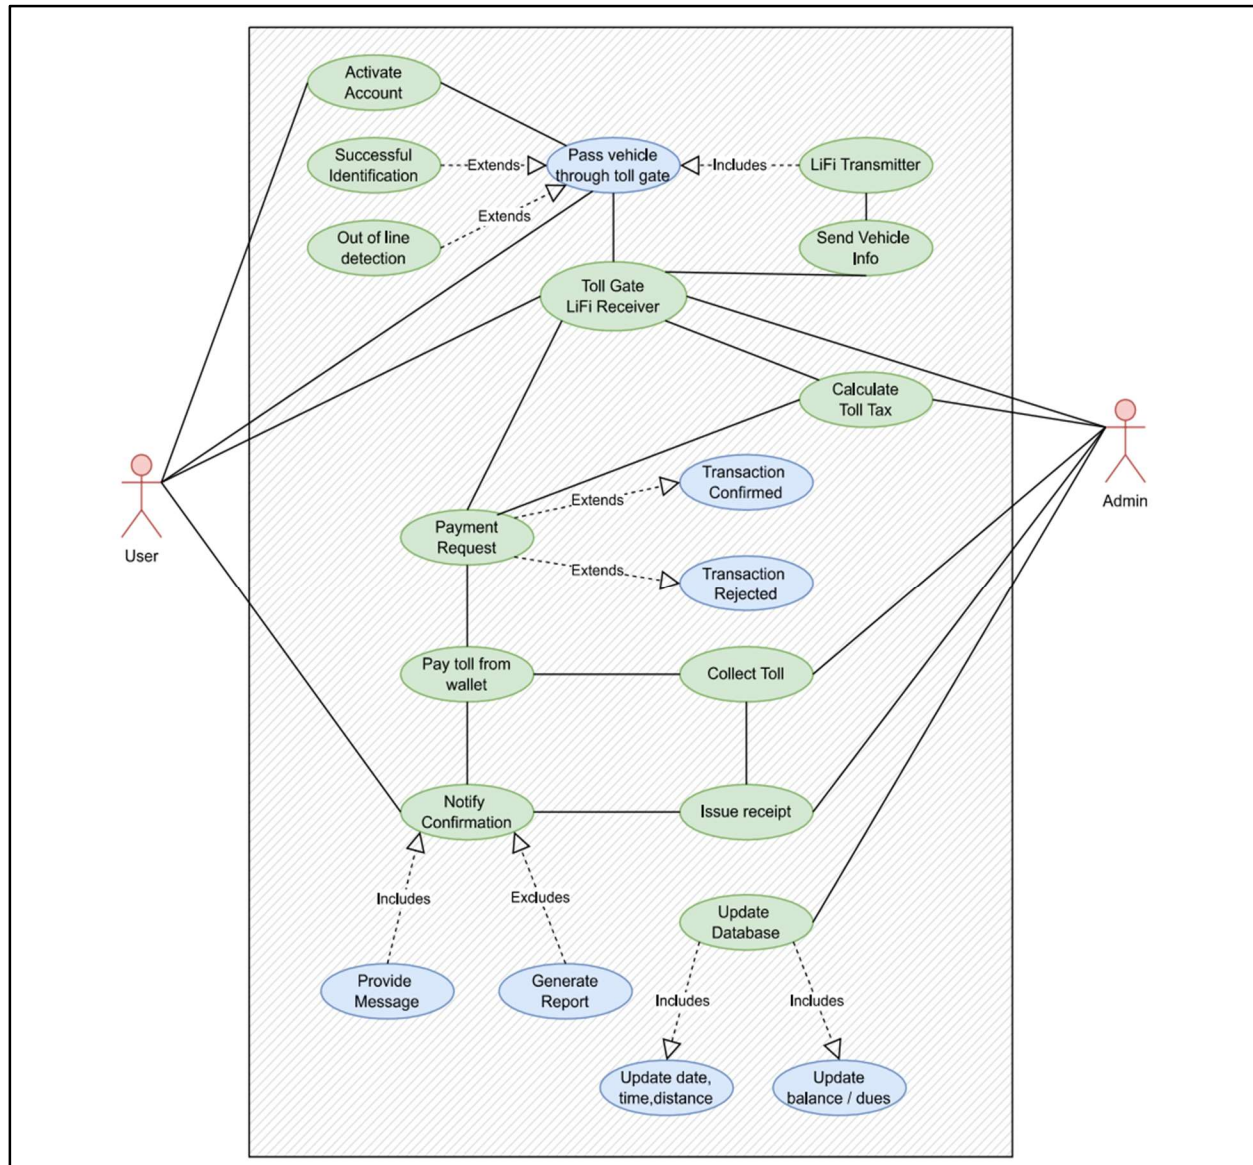 Activate
Account
Successful
Identification
Extends
Pass vehicle
through toll gate
Includes
LiFi Transmitter
Extends
Out of line
detection
Send Vehicle
Info
Toll Gate
LiFi Receiver
Calculate
Toll Tax
User
Admin
Transaction
Confirmed
Extends
Payment
Request
Extends
Transaction
Rejected
Pay toll from
wallet
Collect Toll
Notify
Confirmation
Issue receipt
Includes
Excludes
Update
Database
Provide
Message
Generate
Report
Includes
Includes
Update date,
time,distance
Update
balance / dues